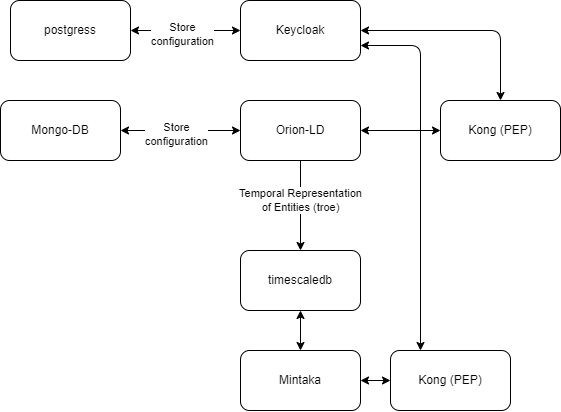 postgress
Store
configuration
Keycloak
Mongo-DB
Store
configuration
Orion-LD
Kong (PEP)
Temporal Representation
of Entities (troe)
timescaledb
Mintaka
Kong (PEP)